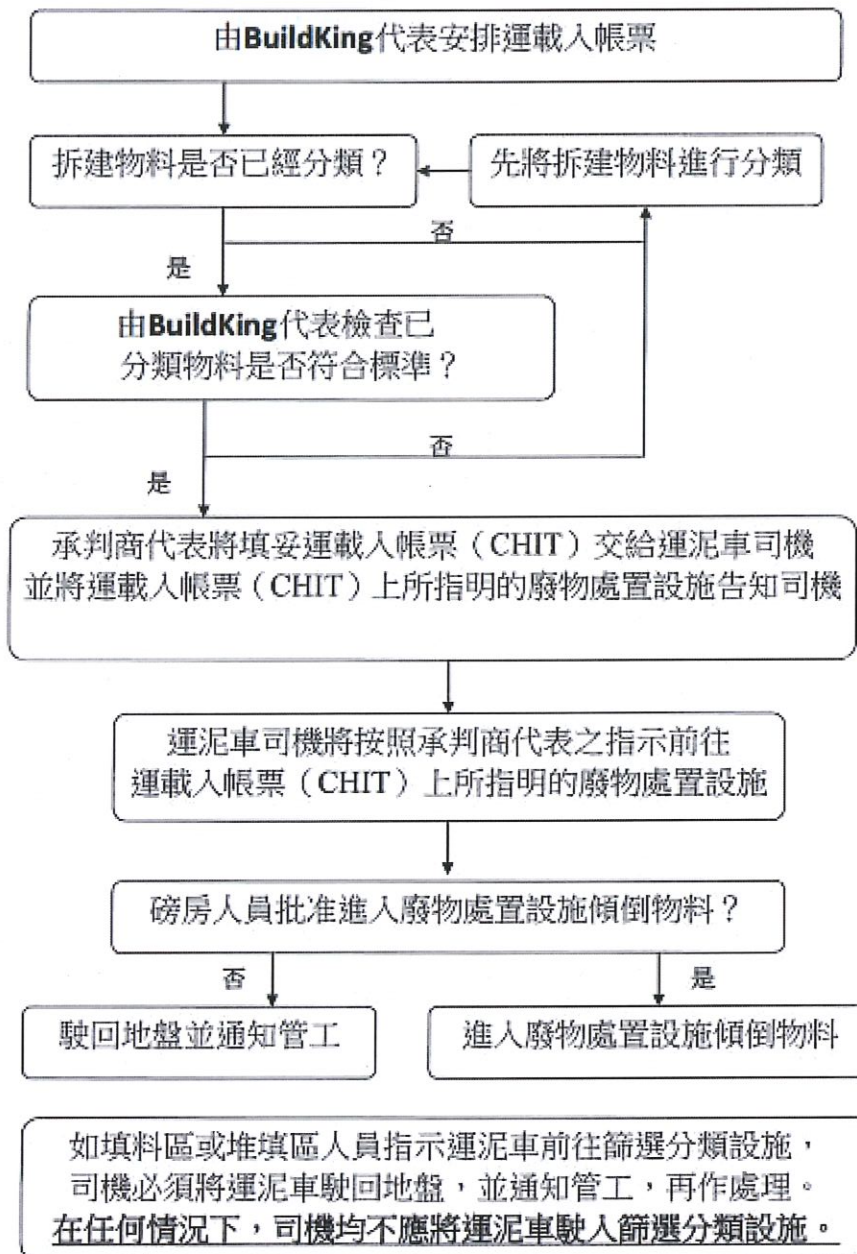 由BuildKing代表安排運載入帳票
拆建物料是否已經分類？
先將拆建物料進行分類
否
是
由BuildKing代表檢查已
分類物料是否符合標準？
否
是
承判商代表將填妥運載入帳票（CHIT）交給運泥車司機
並將運載入帳票（CHIT）上所指明的廢物處置設施告知司機
運泥車司機將按照承判商代表之指示前往
運載入帳票（CHIT）上所指明的廢物處置設施
磅房人員批准進入廢物處置設施傾倒物料？
否
是
駛回地盤並通知管工
進入廢物處置設施傾倒物料
如填料區或堆填區人員指示運泥車前往篩選分類設施，
司機必須將運泥車駛回地盤，並通知管工，再作處理。
在任何情況下，司機均不應將運泥車駛入篩選分類設施。